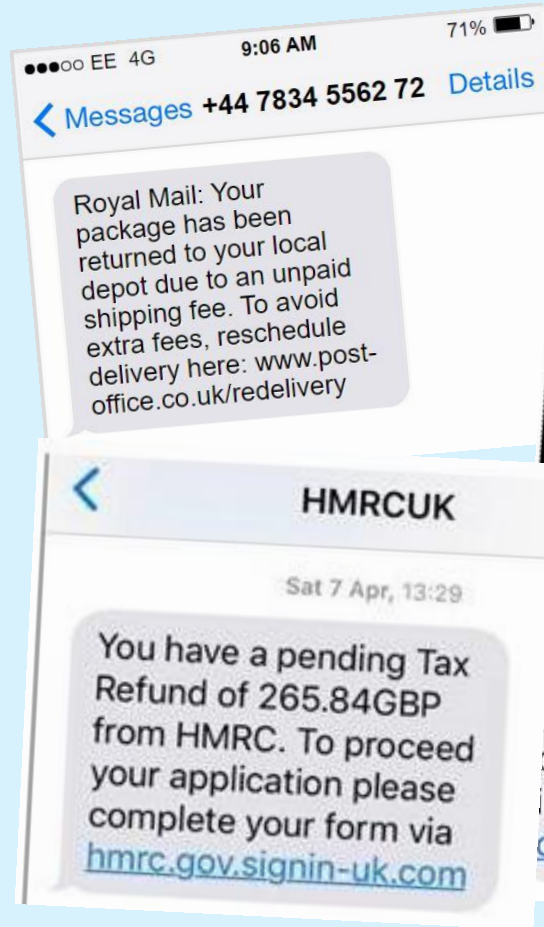 ●●●○○ EE 4G 9:06 AM 71%
Messages +44 7834 5562 72 Details
Royal Mail: Your
package has been
returned to your local
depot due to an unpaid
shipping fee. To avoid
extra fees, reschedule
delivery here: www.post-
office.co.uk/redelivery
HMRCUK
Sat 7 Apr, 13:29
You have a pending Tax
Refund of 265.84GBP
from HMRC. To proceed
your application please
complete your form via
hmrc.gov.signin-uk.com